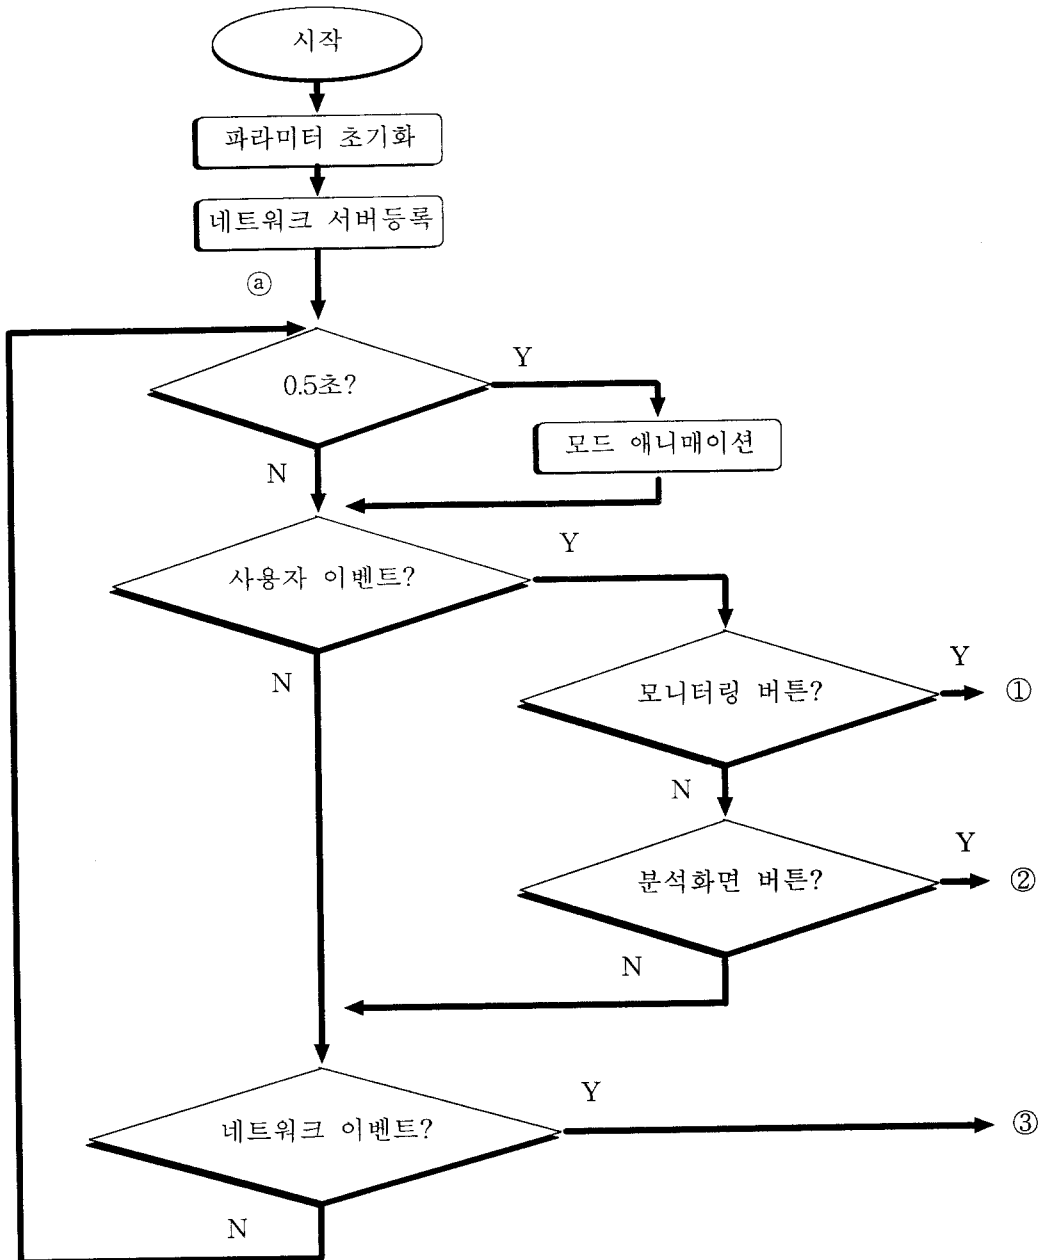 시작
파라미터 초기화
네트워크 서버등록
ⓐ
Y
0.5초?
모드 애니매이션
N
Y
사용자 이벤트?
N
Y
모니터링 버튼?
①
N
Y
분석화면 버튼?
②
N
Y
네트워크 이벤트?
③
N